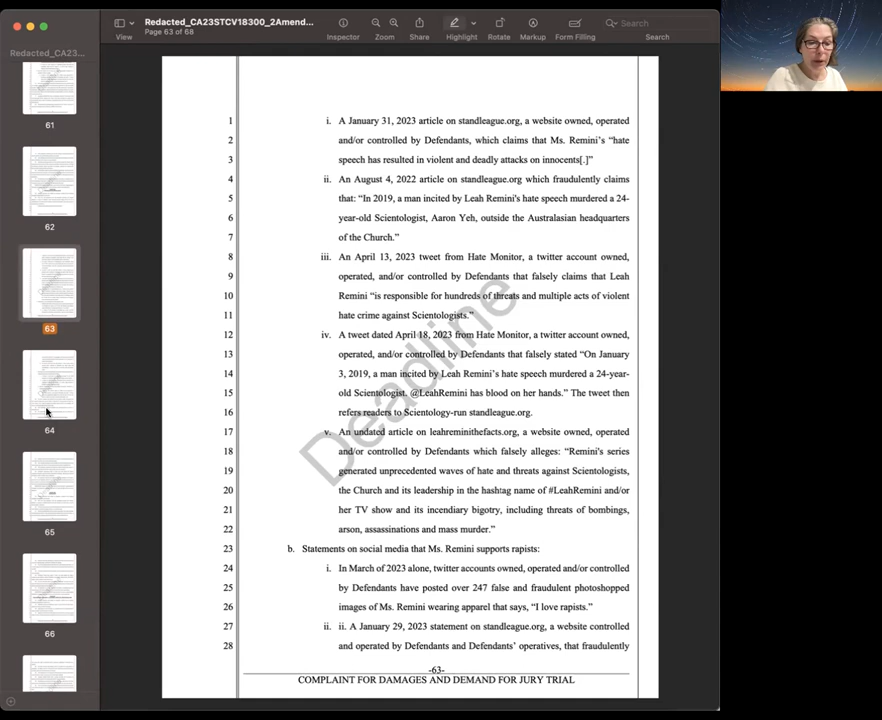 Redacted_CA23STCV18300_2Amend...
Page 63 of 68
View
Inspector
Zoom
Share
Highlight
Rotate
Markup
Form Filling
Search
Search
Redacted_CA23...
61
62
63
64
65
66
1 i. A January 31, 2023 article on standleague.org, a website owned, operated
2 and/or controlled by Defendants, which claims that Ms. Remini's "hate
3 speech has resulted in violent and deadly attacks on innocents[.]"
4 ii. An August 4, 2022 article on standleague.org which fraudulently claims
5 that: "In 2019, a man incited by Leah Remini's hate speech murdered a 24-
6 year-old Scientologist, Aaron Yeh, outside the Australasian headquarters
7 of the Church."
8 iii. An April 13, 2023 tweet from Hate Monitor, a twitter account owned,
9 operated, and/or controlled by Defendants that falsely claims that Leah
10 Remini "is responsible for hundreds of threats and multiple acts of violent
11 hate crime against Scientologists."
12 iv. A tweet dated April 18, 2023 from Hate Monitor, a twitter account owned,
13 operated, and/or controlled by Defendants that falsely stated "On January
14 3, 2019, a man incited by Leah Remini's hate speech murdered a 24-year-
15 old Scientologist. @LeahRemini has blood on her hands." The tweet then
16 refers readers to Scientology-run standleague.org.
17 v. An undated article on leahreminithefacts.org, a website owned, operated
18 and/or controlled by Defendants which falsely alleges: "Remini's series
19 generated unprecedented waves of hate and threats against Scientologists,
20 the Church and its leadership in the hashtag name of #LeahRemini and/or
21 her TV show and its incendiary bigotry, including threats of bombings,
22 arson, assassinations and mass murder."
23 b. Statements on social media that Ms. Remini supports rapists:
24 i. In March of 2023 alone, twitter accounts owned, operated and/or controlled
25 by Defendants have posted over 247 false and fraudulent photoshopped
26 images of Ms. Remini wearing apparel that says, "I love rapists."
27 ii. ii. A January 29, 2023 statement on standleague.org, a website controlled
28 and operated by Defendants and Defendants' operatives, that fraudulently
Deadline
-63-
COMPLAINT FOR DAMAGES AND DEMAND FOR JURY TRIAL